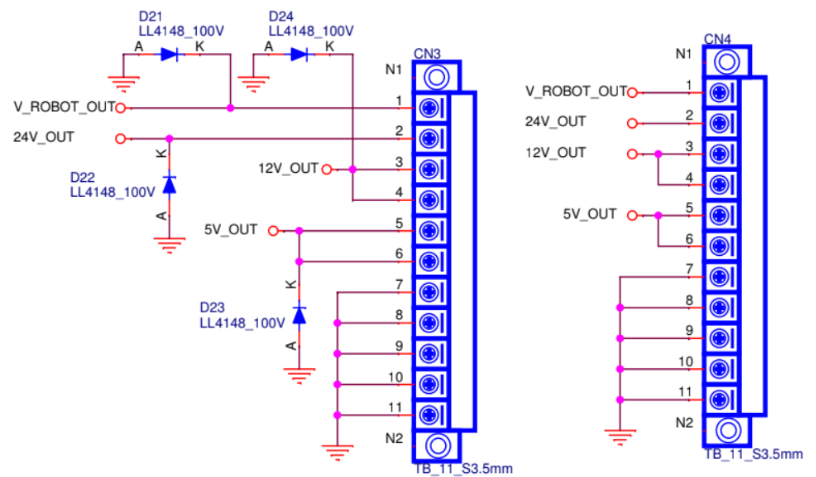 D21
LL4148_100V
A K
D24
LL4148_100V
A K
CN3
N1
V_ROBOT_OUT
1
24V_OUT
2
12V_OUT
3
4
K
D22
LL4148_100V
A
5V_OUT
5
6
K
D23
LL4148_100V
A
7
8
9
10
11
N2
TB_11_S3.5mm
CN4
N1
V_ROBOT_OUT
1
24V_OUT
2
12V_OUT
3
4
5V_OUT
5
6
7
8
9
10
11
N2
TB_11_S3.5mm